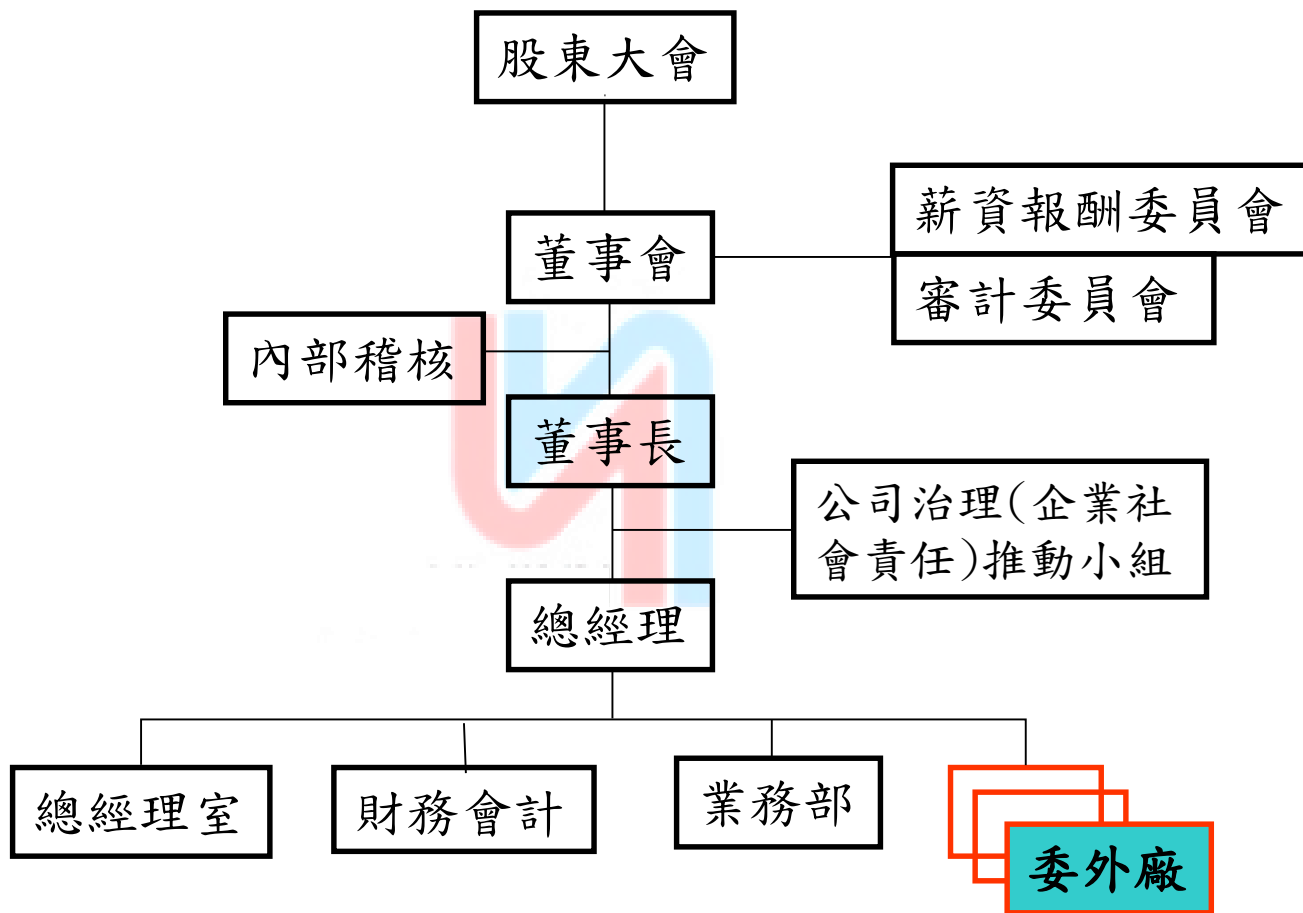 股東大會
薪資報酬委員會
董事會
審計委員會
內部稽核
董事長
公司治理(企業社
會責任)推動小組
總經理
總經理室
財務會計
業務部
委外廠